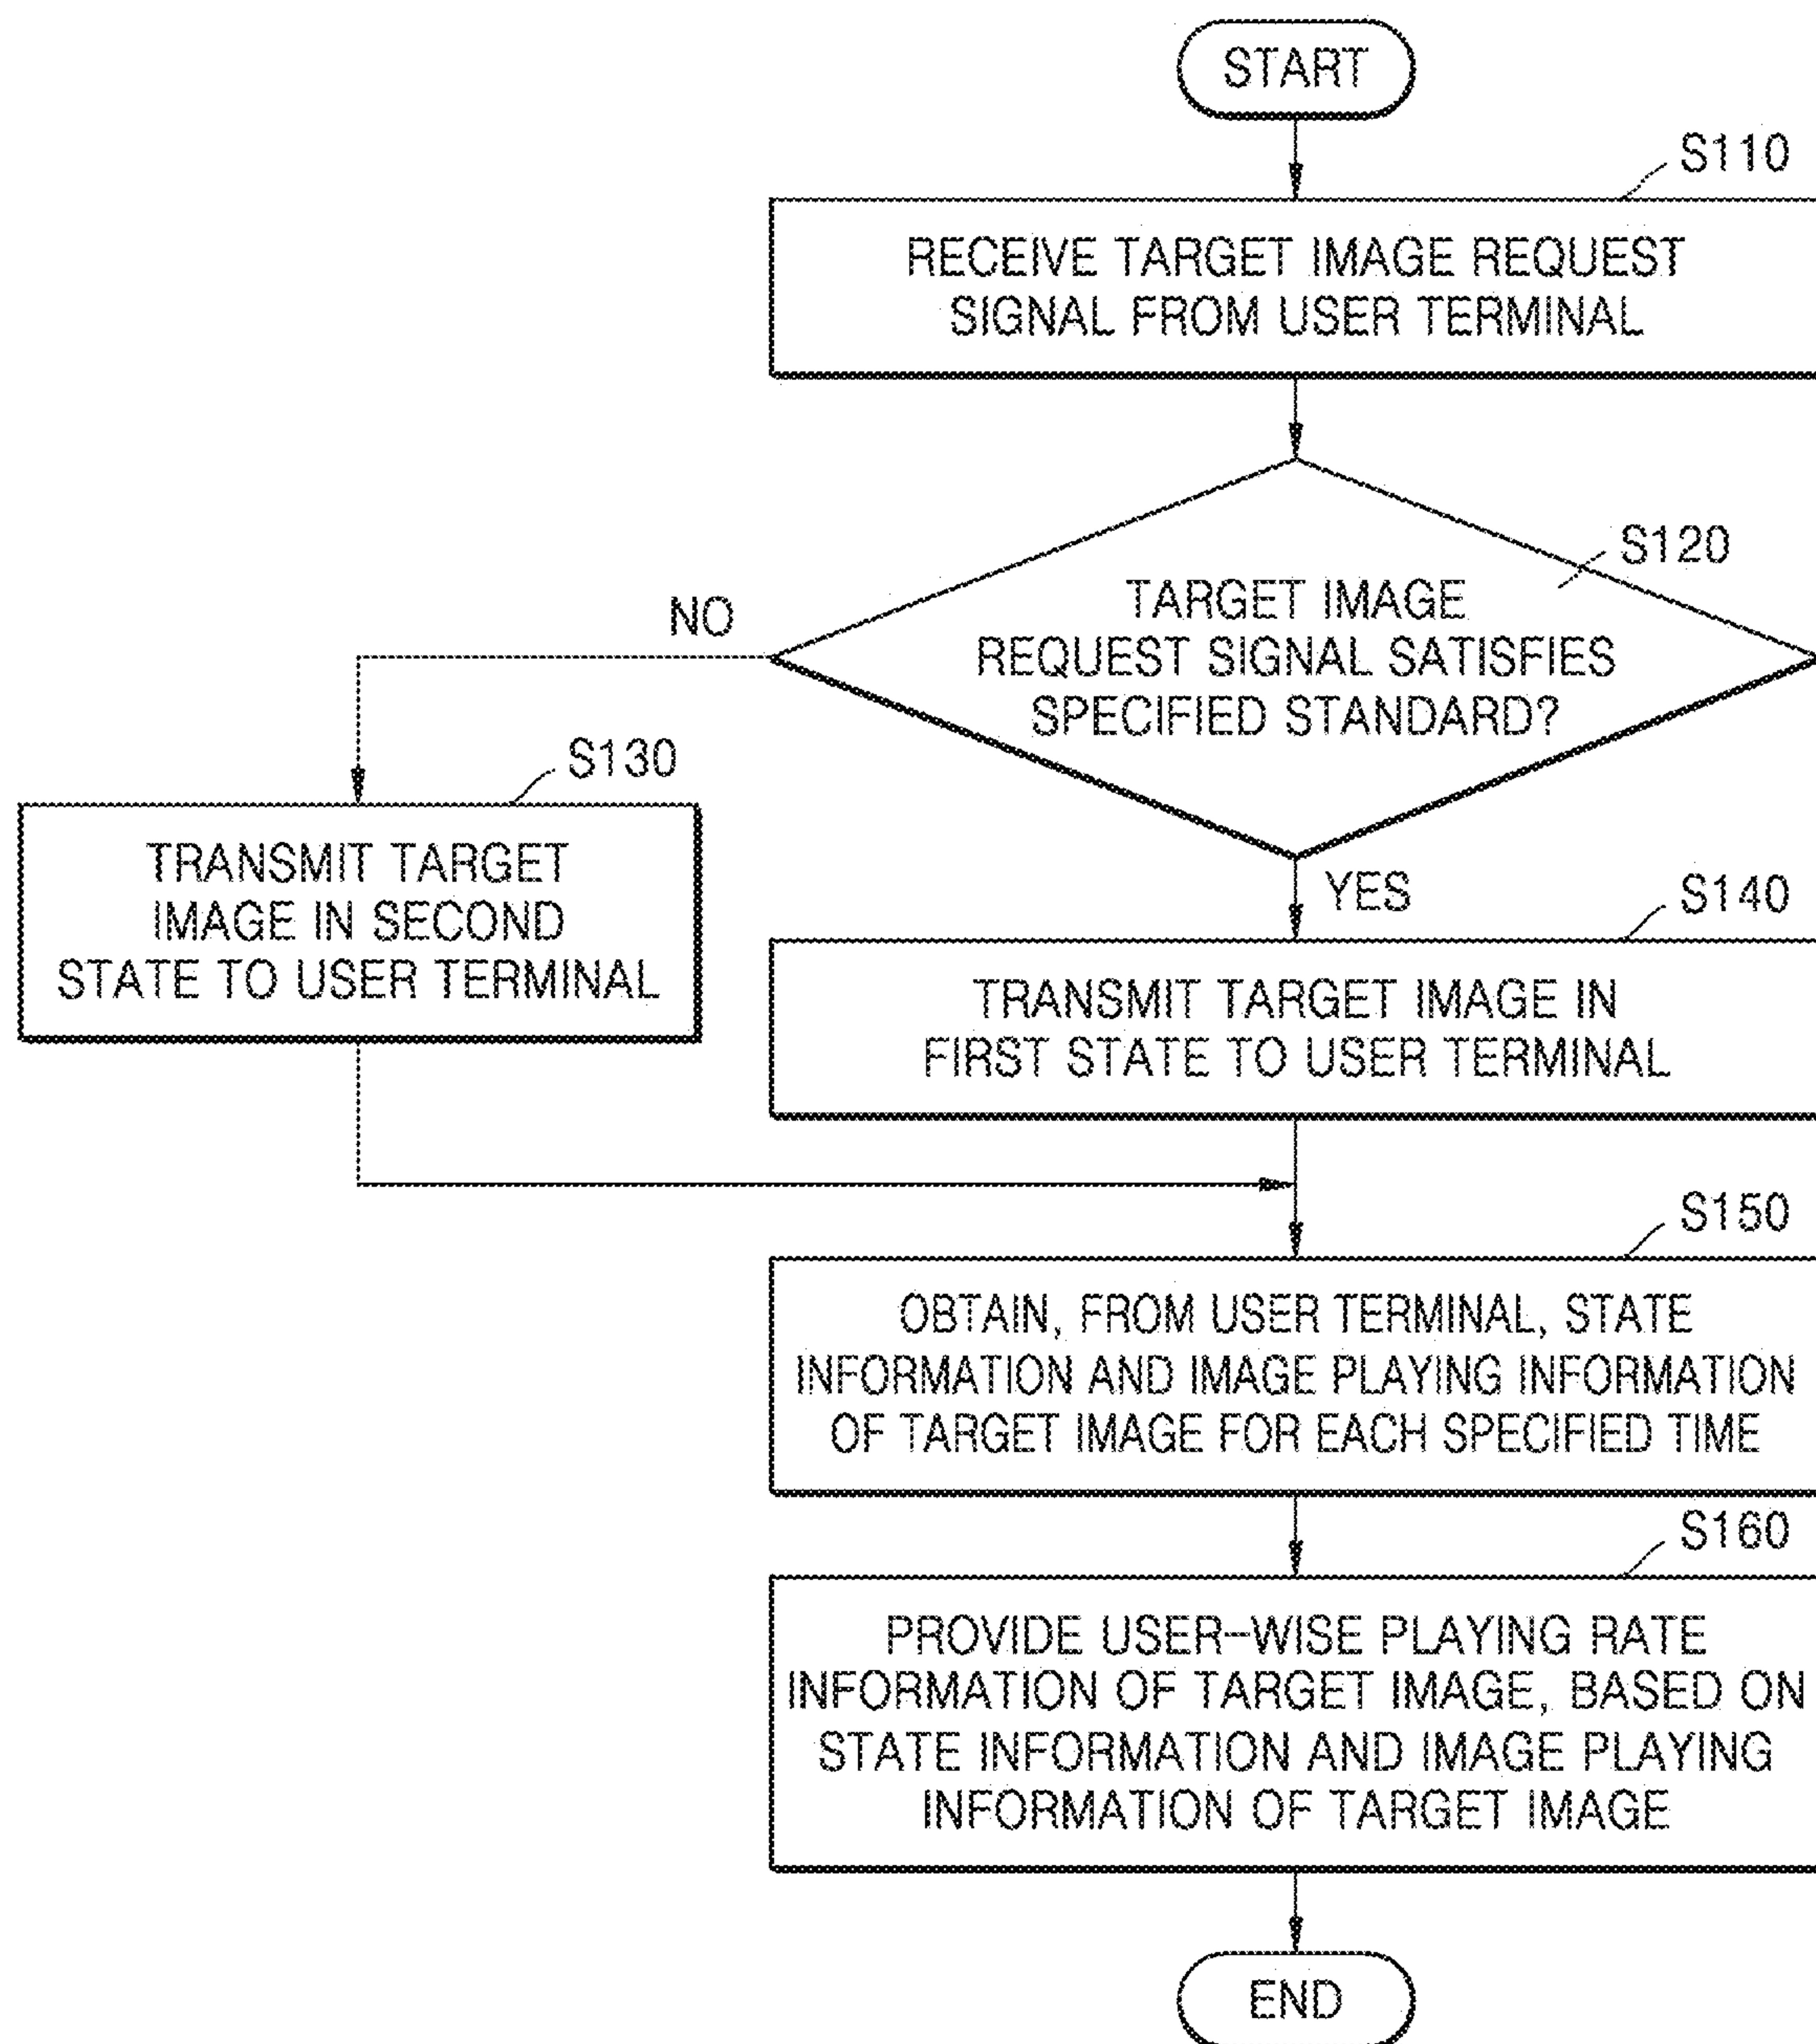 START
S110
RECEIVE TARGET IMAGE REQUEST
SIGNAL FROM USER TERMINAL
S120
TARGET IMAGE
REQUEST SIGNAL SATISFIES
SPECIFIED STANDARD?
NO
S130
TRANSMIT TARGET
IMAGE IN SECOND
STATE TO USER TERMINAL
YES
S140
TRANSMIT TARGET IMAGE IN
FIRST STATE TO USER TERMINAL
S150
OBTAIN, FROM USER TERMINAL, STATE
INFORMATION AND IMAGE PLAYING INFORMATION
OF TARGET IMAGE FOR EACH SPECIFIED TIME
S160
PROVIDE USER-WISE PLAYING RATE
INFORMATION OF TARGET IMAGE, BASED ON
STATE INFORMATION AND IMAGE PLAYING
INFORMATION OF TARGET IMAGE
END